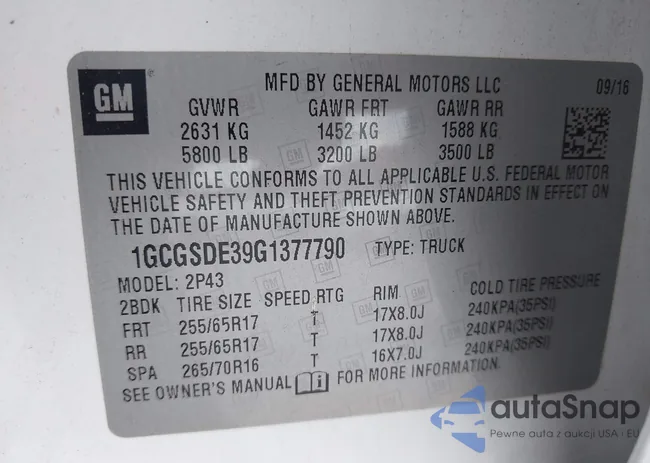 GM
MFD BY GENERAL MOTORS LLC 09/16
GVWR GAWR FRT GAWR RR
2631 KG 1452 KG 1588 KG
5800 LB 3200 LB 3500 LB
THIS VEHICLE CONFORMS TO ALL APPLICABLE U.S. FEDERAL MOTOR
VEHICLE SAFETY AND THEFT PREVENTION STANDARDS IN EFFECT ON
THE DATE OF MANUFACTURE SHOWN ABOVE.
1GCGSDE39G1377790 TYPE: TRUCK
MODEL: 2P43
2BDK TIRE SIZE SPEED RTG RIM COLD TIRE PRESSURE
FRT 255/65R17 T 17X8.0J 240KPA(35PSI)
RR 255/65R17 T 17X8.0J 240KPA(35PSI)
SPA 265/70R16 T 16X7.0J 240KPA(35PSI)
SEE OWNER'S MANUAL FOR MORE INFORMATION.
autaSnap
Pewne auta z aukcji USA · EU